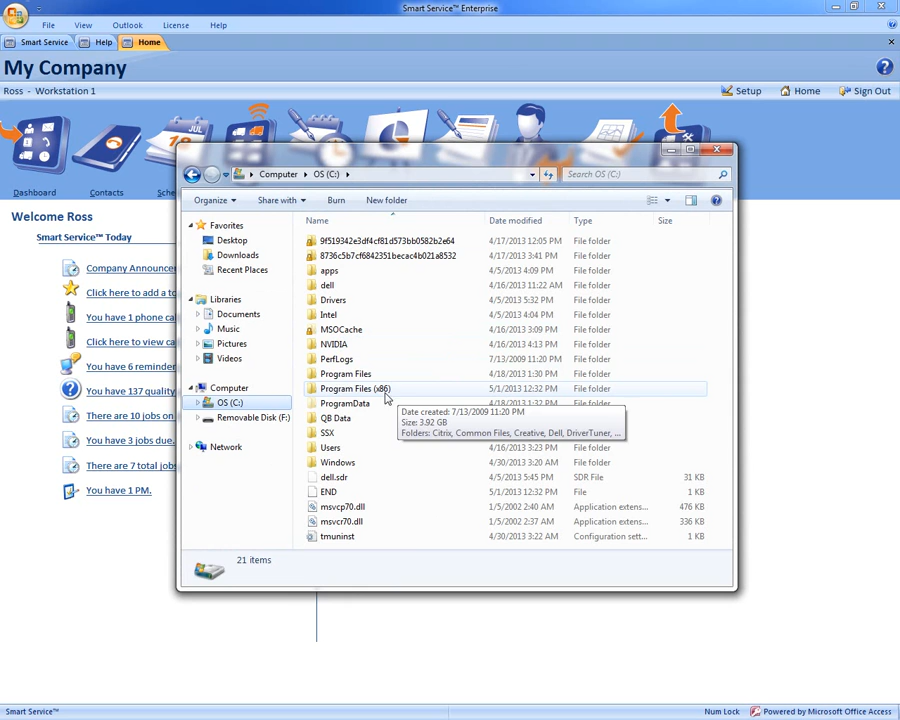 Smart Service™ Enterprise
File View Outlook License Help
Smart Service Help Home
My Company
Ross - Workstation 1
Setup Home Sign Out
JUL
Dashboard Contacts
Welcome Ross
Smart Service™ Today
Company Announce
Click here to add a to
You have 1 phone ca
Click here to view ca
You have 6 reminder
You have 137 quality
There are 10 jobs on
You have 3 jobs due.
There are 7 total jobs
You have 1 PM.
Computer OS (C:)
Search OS (C:)
Organize Share with Burn New folder
Name Date modified Type Size
Favorites
Desktop
Downloads
Recent Places
Libraries
Documents
Music
Pictures
Videos
Computer
OS (C:)
Removable Disk (F:)
Network
9f519342e3df4cf81d573bb0582b2e64 4/17/2013 12:05 PM File folder
8736c5b7cf6842351becac4b021a8532 4/17/2013 3:41 PM File folder
apps 4/5/2013 4:09 PM File folder
dell 4/16/2013 11:22 AM File folder
Drivers 4/5/2013 5:32 PM File folder
Intel 4/5/2013 4:04 PM File folder
MSOCache 4/16/2013 3:09 PM File folder
NVIDIA 4/16/2013 4:13 PM File folder
PerfLogs 7/13/2009 11:20 PM File folder
Program Files 4/18/2013 1:30 PM File folder
Program Files (x86) 5/1/2013 12:32 PM File folder
ProgramData 4/18/2013 1:32 PM File folder
QB Data
SSX
Users 4/16/2013 3:23 PM File folder
Windows 4/30/2013 3:20 AM File folder
dell.sdr 4/5/2013 5:45 PM SDR File 31 KB
END 5/1/2013 12:32 PM File 1 KB
msvcp70.dll 1/5/2002 2:40 AM Application extens... 476 KB
msvcr70.dll 1/5/2002 2:37 AM Application extens... 336 KB
tmuninst 4/30/2013 3:22 AM Configuration sett... 1 KB
Date created: 7/13/2009 11:20 PM
Size: 3.92 GB
Folders: Citrix, Common Files, Creative, Dell, DriverTuner, ...
21 items
Smart Service™
Num Lock Powered by Microsoft Office Access